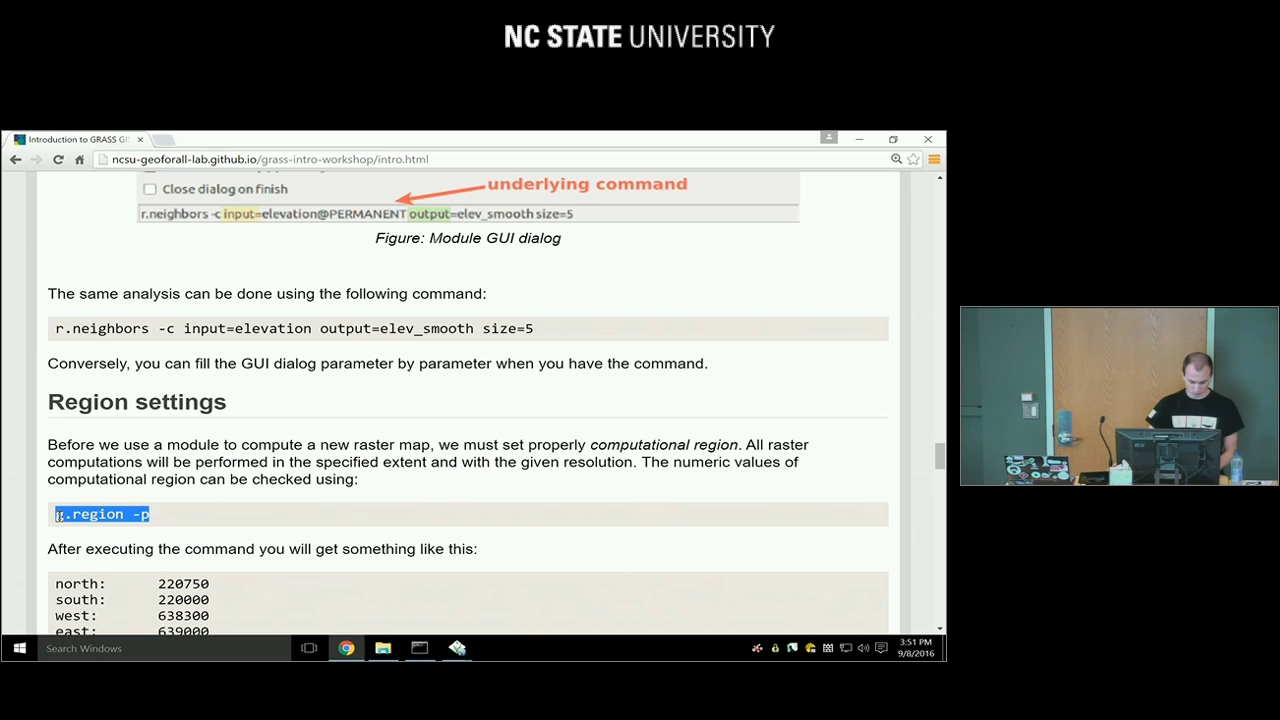 NC STATE UNIVERSITY
Introduction to GRASS GI
ncsu-geoforall-lab.github.io/grass-intro-workshop/intro.html
Close dialog on finish
underlying command
r.neighbors -c input=elevation@PERMANENT output=elev_smooth size=5
Figure: Module GUI dialog
The same analysis can be done using the following command:
r.neighbors -c input=elevation output=elev_smooth size=5
Conversely, you can fill the GUI dialog parameter by parameter when you have the command.
Region settings
Before we use a module to compute a new raster map, we must set properly computational region. All raster
computations will be performed in the specified extent and with the given resolution. The numeric values of
computational region can be checked using:
g.region -p
After executing the command you will get something like this:
north: 220750
south: 220000
west: 638300
east: 639000
Search Windows
3:51 PM
9/8/2016